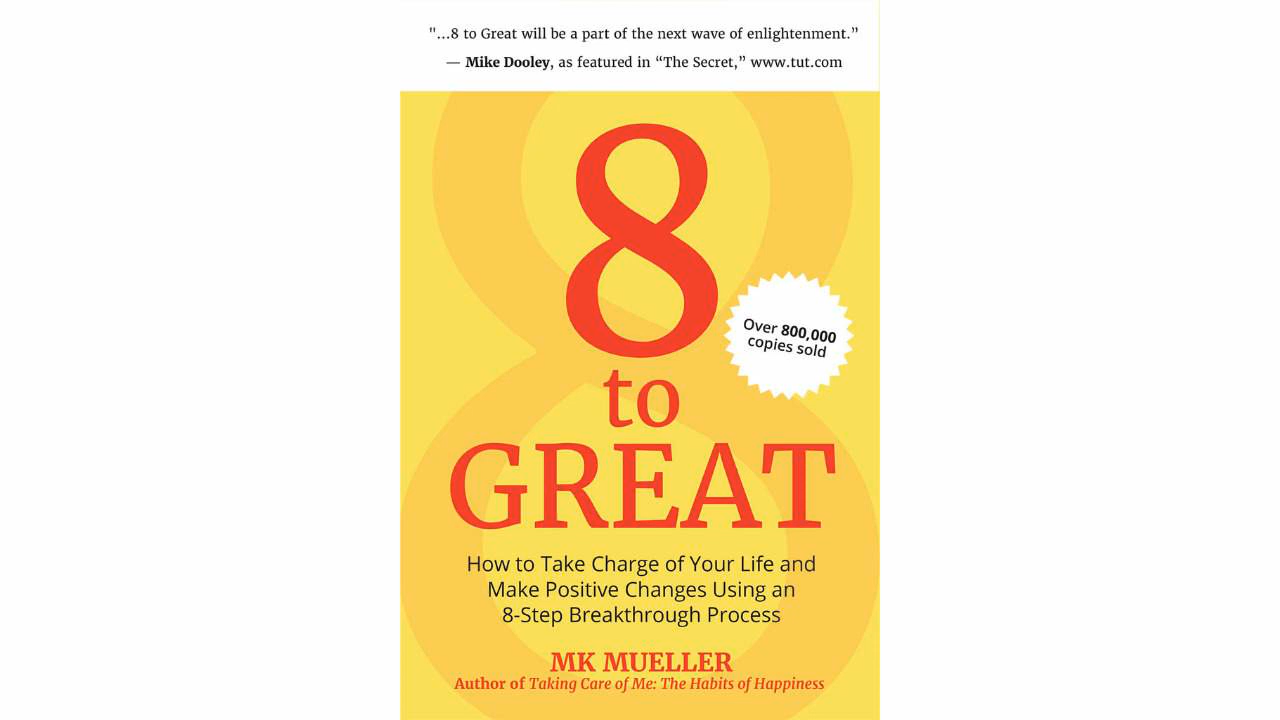 "...8 to Great will be a part of the next wave of enlightenment.”
— Mike Dooley, as featured in “The Secret,” www.tut.com
8
to
GREAT
Over 800,000
copies sold
How to Take Charge of Your Life and
Make Positive Changes Using an
8-Step Breakthrough Process
MK MUELLER
Author of Taking Care of Me: The Habits of Happiness